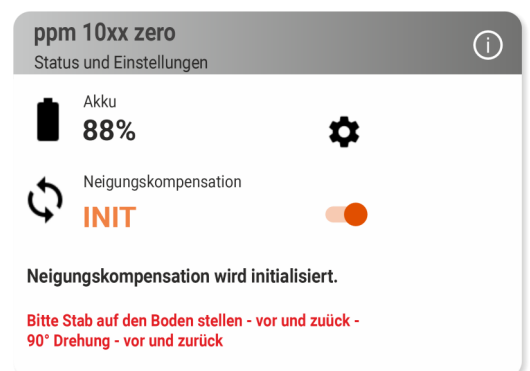 ppm 10xx zero
Status und Einstellungen
Akku
88%
Neigungskompensation
INIT
Neigungskompensation wird initialisiert.
Bitte Stab auf den Boden stellen - vor und zuück -
90° Drehung - vor und zurück